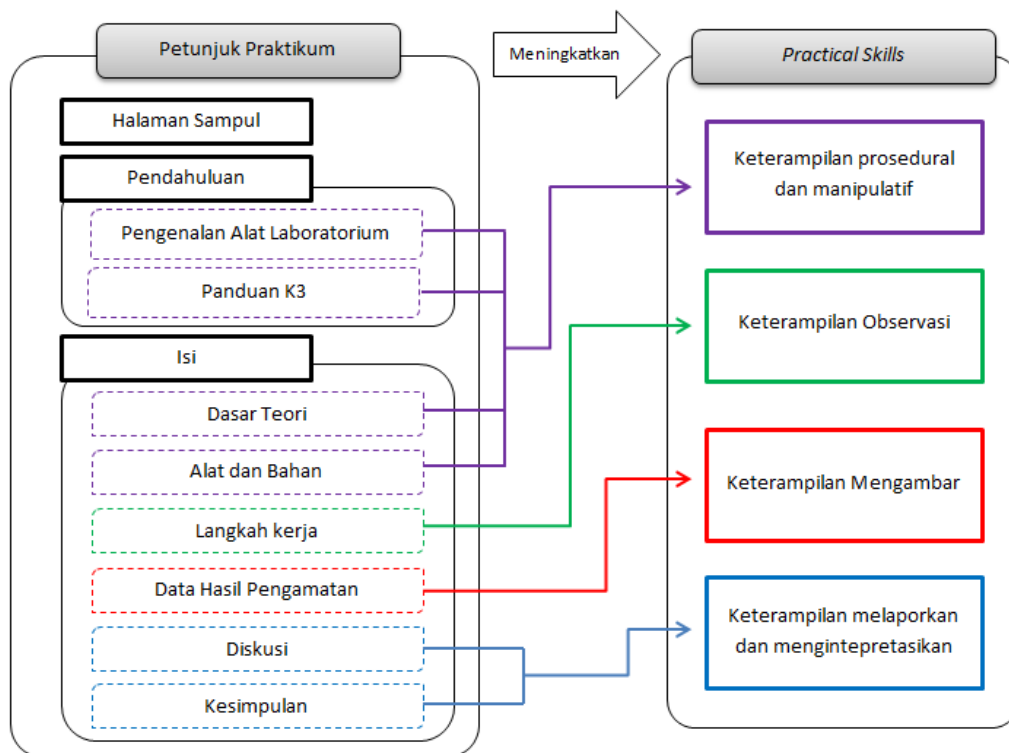 Petunjuk Praktikum
Meningkatkan
Practical Skills
Halaman Sampul
Pendahuluan
Pengenalan Alat Laboratorium
Panduan K3
Isi
Dasar Teori
Alat dan Bahan
Langkah kerja
Data Hasil Pengamatan
Diskusi
Kesimpulan
Keterampilan prosedural
dan manipulatif
Keterampilan Observasi
Keterampilan Mengambar
Keterampilan melaporkan
dan mengintepretasikan